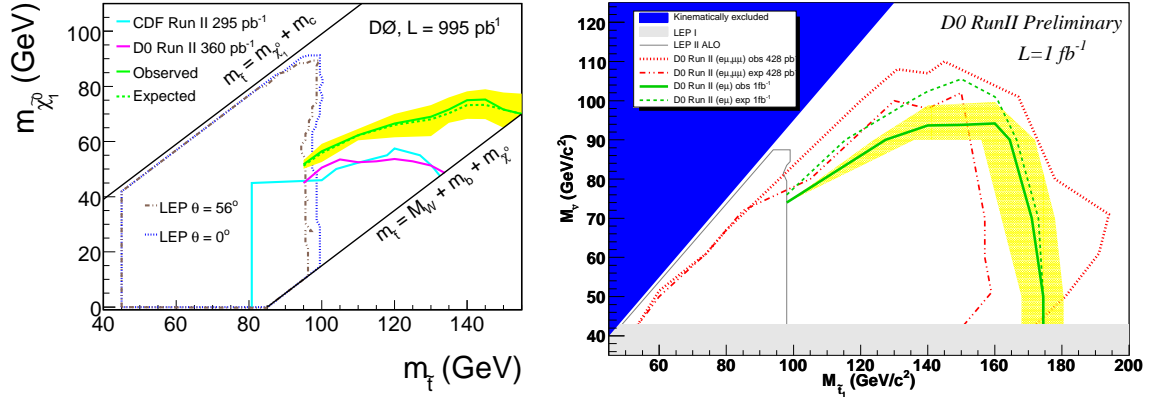 CDF Run II 295 pb⁻¹
D0 Run II 360 pb⁻¹
Observed
Expected
DØ, L = 995 pb⁻¹
m_t̃ = m_χ̃₁⁰ + m_c
m_t̃ = M_W + m_b + m_χ̃₁⁰
LEP θ = 56°
LEP θ = 0°
m_χ̃₁⁰ (GeV)
100
80
60
40
20
0
40 60 80 100 120 140
m_t̃ (GeV)
Kinematically excluded
LEP I
LEP II ALO
D0 Run II (eμ,μμ) obs 428 pb
D0 Run II (eμ,μμ) exp 428 pb
D0 Run II (eμ) obs 1fb⁻¹
D0 Run II (eμ) exp 1fb⁻¹
D0 RunII Preliminary
L=1 fb⁻¹
M_ṽ (GeV/c²)
120
110
100
90
80
70
60
50
40
60 80 100 120 140 160 180 200
M_t̃₁ (GeV/c²)